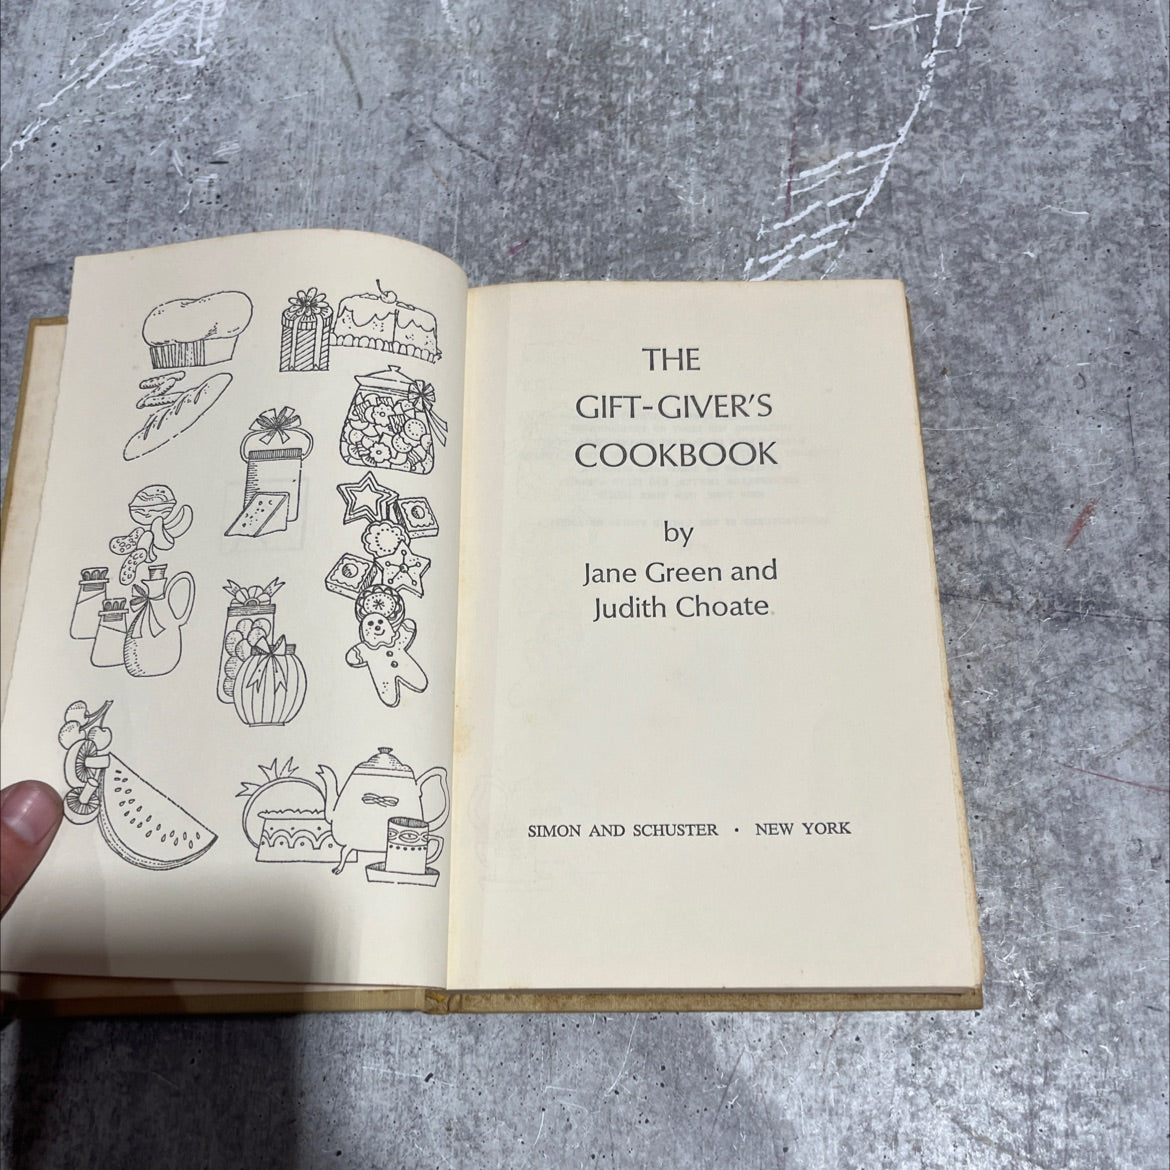 THE
GIFT-GIVER'S
COOKBOOK
by
Jane Green and
Judith Choate
SIMON AND SCHUSTER · NEW YORK